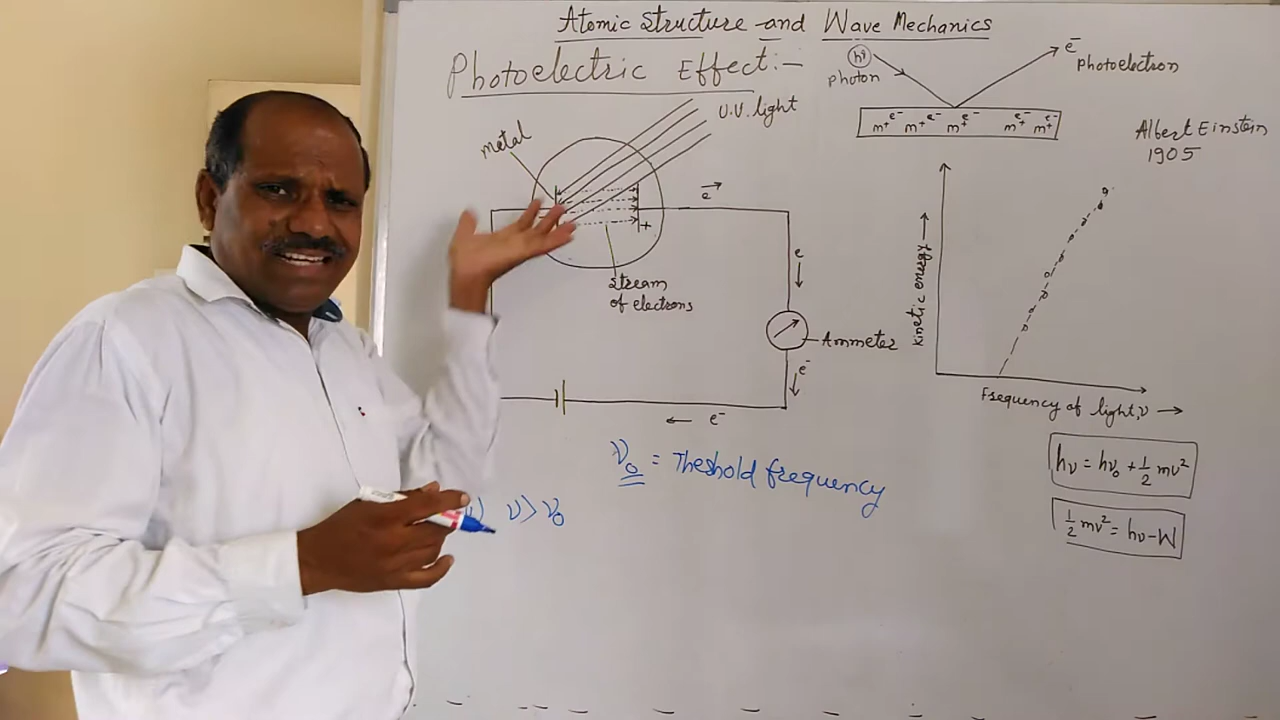 Atomic Structure and Wave Mechanics
Photoelectric Effect:-
U.V. light
metal
+
e
stream
of electrons
e
Ammeter
e-
e-
hν
photon
e-
photoelectron
m+ e- m+ e- m+ e- m+ e- m+ e-
Albert Einstein
1905
Kinetic energy
Frequency of light, ν
hν = hν₀ + 1/2 mv²
1/2 mv² = hν - W
ν₀ = Theshold frequency
ν > ν₀